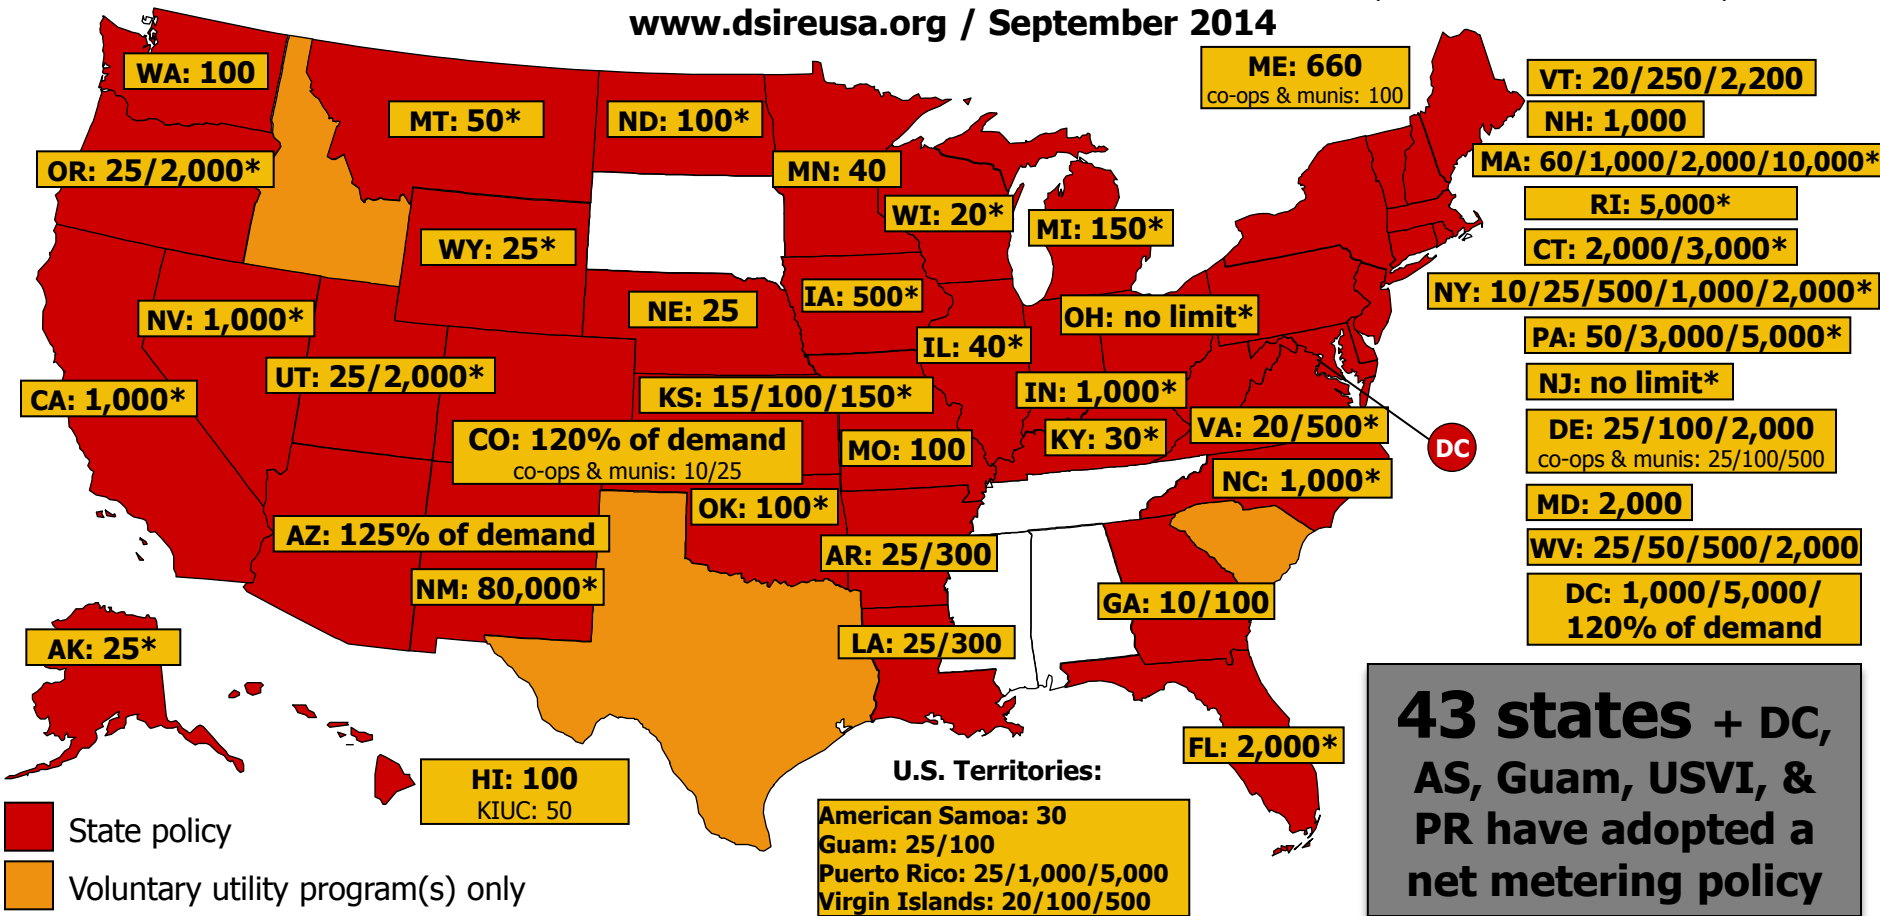 www.dsireusa.org / September 2014
WA: 100
MT: 50*
ND: 100*
ME: 660
co-ops & munis: 100
VT: 20/250/2,200
NH: 1,000
OR: 25/2,000*
MN: 40
MA: 60/1,000/2,000/10,000*
WI: 20*
MI: 150*
RI: 5,000*
WY: 25*
CT: 2,000/3,000*
NV: 1,000*
NE: 25
IA: 500*
OH: no limit*
NY: 10/25/500/1,000/2,000*
IL: 40*
PA: 50/3,000/5,000*
UT: 25/2,000*
CA: 1,000*
KS: 15/100/150*
IN: 1,000*
NJ: no limit*
CO: 120% of demand
co-ops & munis: 10/25
MO: 100
KY: 30*
VA: 20/500*
DC
DE: 25/100/2,000
co-ops & munis: 25/100/500
NC: 1,000*
OK: 100*
MD: 2,000
AZ: 125% of demand
AR: 25/300
WV: 25/50/500/2,000
NM: 80,000*
GA: 10/100
DC: 1,000/5,000/
120% of demand
AK: 25*
LA: 25/300
FL: 2,000*
HI: 100
KIUC: 50
U.S. Territories:
American Samoa: 30
Guam: 25/100
Puerto Rico: 25/1,000/5,000
Virgin Islands: 20/100/500
43 states + DC,
AS, Guam, USVI, &
PR have adopted a
net metering policy
State policy
Voluntary utility program(s) only